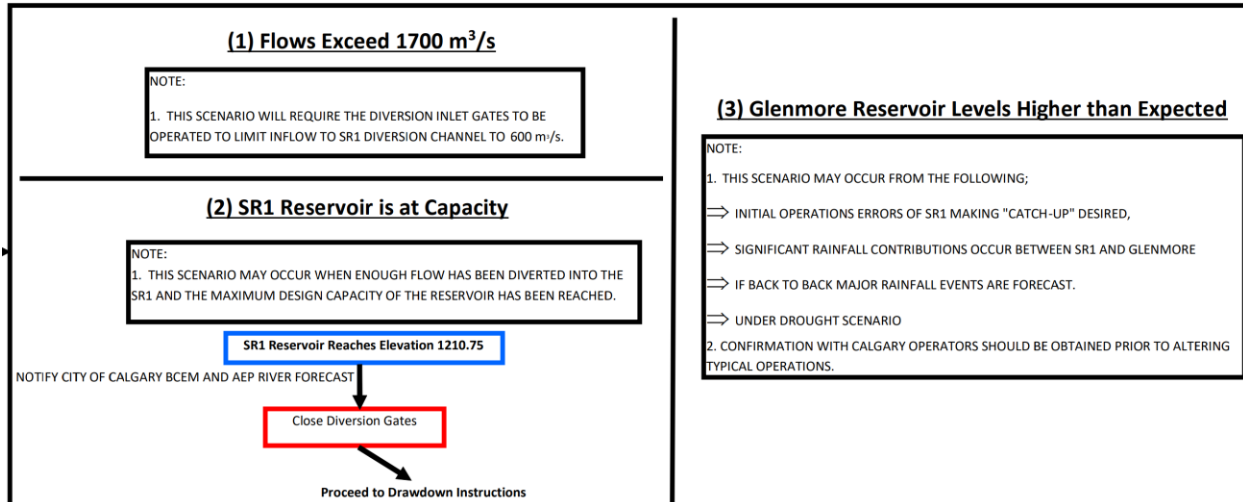 (1) Flows Exceed 1700 m³/s
NOTE:
1. THIS SCENARIO WILL REQUIRE THE DIVERSION INLET GATES TO BE
OPERATED TO LIMIT INFLOW TO SR1 DIVERSION CHANNEL TO 600 m³/s.
(2) SR1 Reservoir is at Capacity
NOTE:
1. THIS SCENARIO MAY OCCUR WHEN ENOUGH FLOW HAS BEEN DIVERTED INTO THE
SR1 AND THE MAXIMUM DESIGN CAPACITY OF THE RESERVOIR HAS BEEN REACHED.
SR1 Reservoir Reaches Elevation 1210.75
NOTIFY CITY OF CALGARY BCEM AND AEP RIVER FORECAST
Close Diversion Gates
Proceed to Drawdown Instructions
(3) Glenmore Reservoir Levels Higher than Expected
NOTE:
1. THIS SCENARIO MAY OCCUR FROM THE FOLLOWING;
⇒ INITIAL OPERATIONS ERRORS OF SR1 MAKING "CATCH-UP" DESIRED,
⇒ SIGNIFICANT RAINFALL CONTRIBUTIONS OCCUR BETWEEN SR1 AND GLENMORE
⇒ IF BACK TO BACK MAJOR RAINFALL EVENTS ARE FORECAST.
⇒ UNDER DROUGHT SCENARIO
2. CONFIRMATION WITH CALGARY OPERATORS SHOULD BE OBTAINED PRIOR TO ALTERING
TYPICAL OPERATIONS.